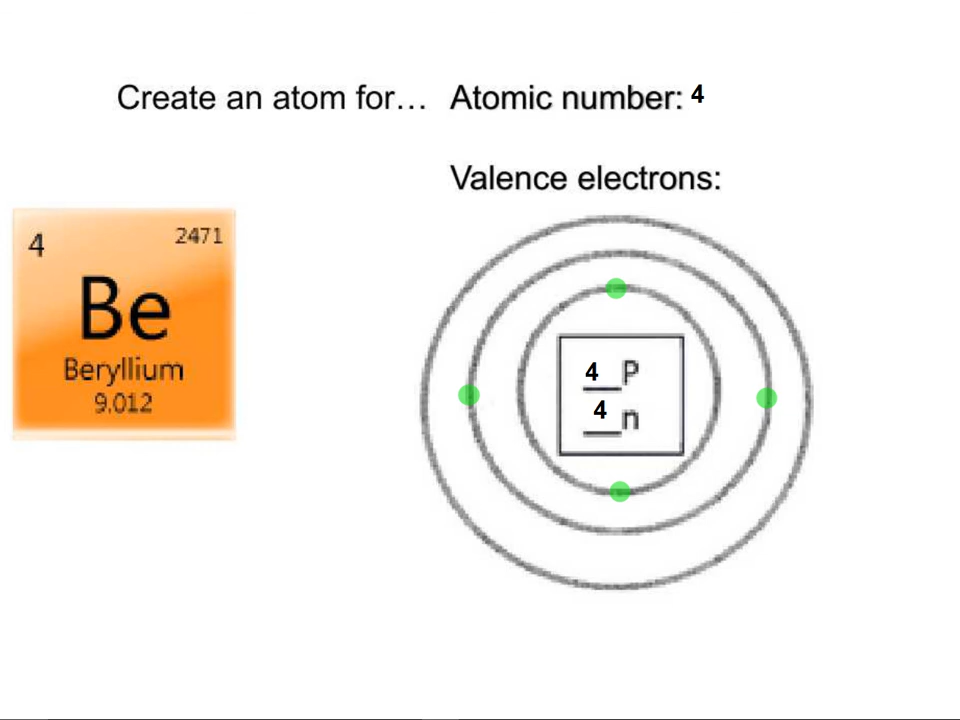 Create an atom for… Atomic number: 4
Valence electrons:
4 2471
Be
Beryllium
9.012
4 P
4 n